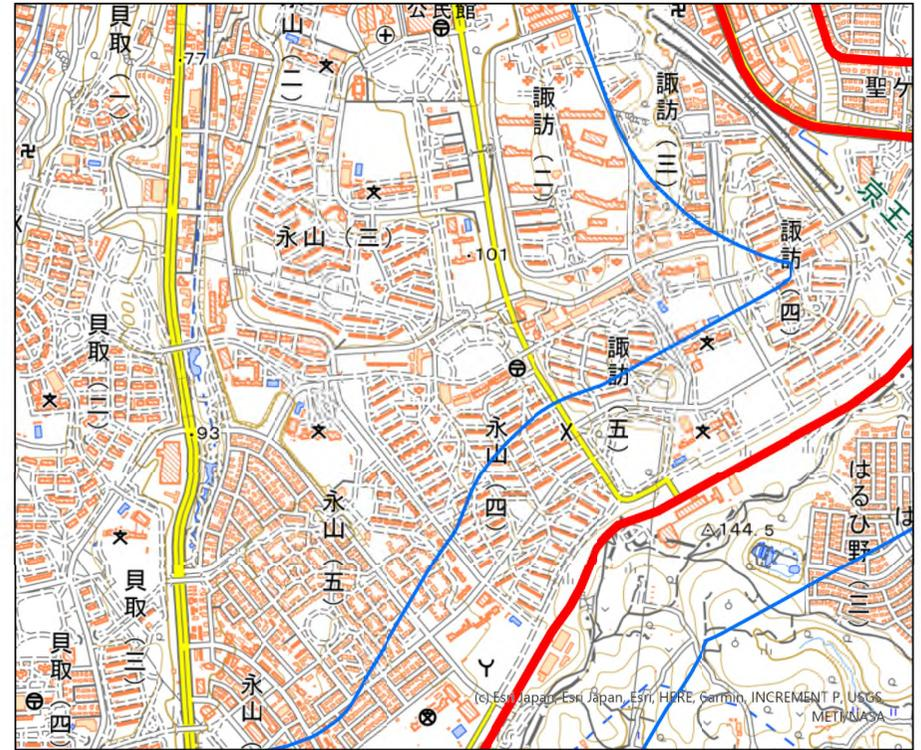 貝取(一)
・77
永山(二)
公民館
諏訪(二)
諏訪(三)
聖ケ
京王
永山(三)
・101
諏訪(四)
100
貝取(二)
諏訪(五)
・93
永山(四)
永山(五)
はるひ野(三)
は
△144.5
貝取(三)
貝取(四)
永山(
(c) Esri Japan, Esri Japan, Esri, HERE, Garmin, INCREMENT P, USGS,
METI/NASA